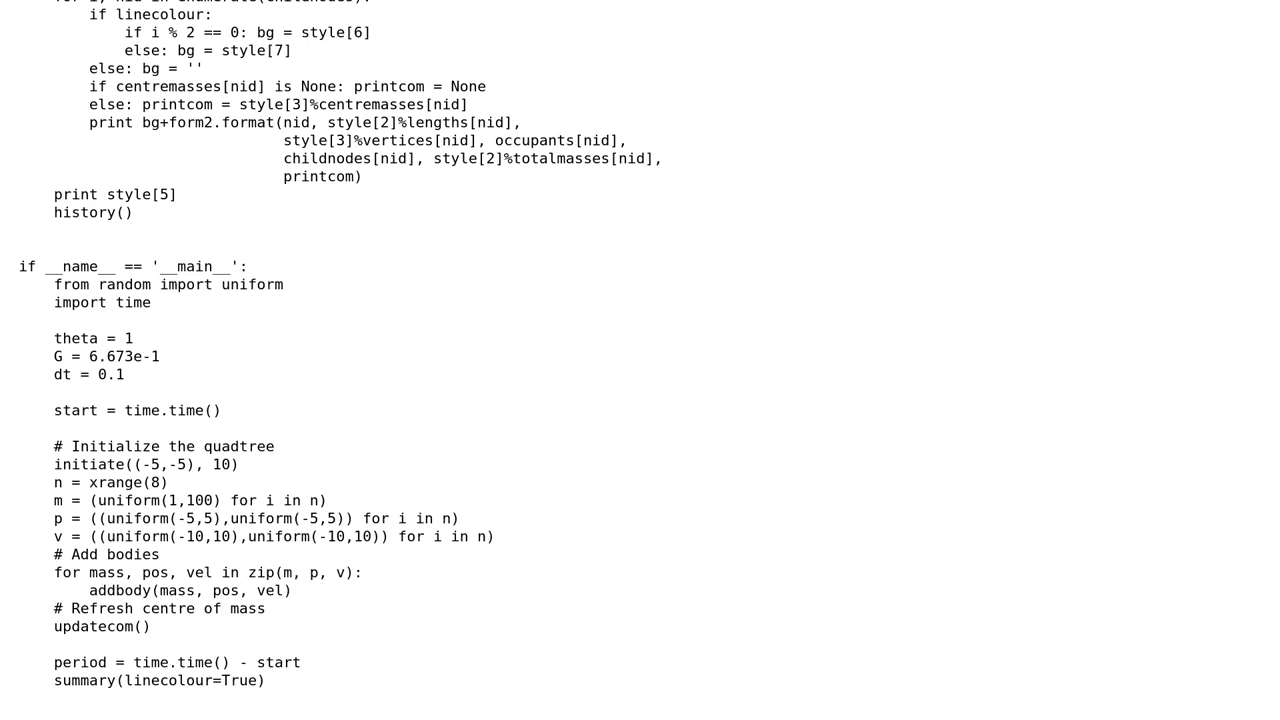 for i, nid in enumerate(childnodes):
if linecolour:
if i % 2 == 0: bg = style[6]
else: bg = style[7]
else: bg = ''
if centremasses[nid] is None: printcom = None
else: printcom = style[3]%centremasses[nid]
print bg+form2.format(nid, style[2]%lengths[nid],
style[3]%vertices[nid], occupants[nid],
childnodes[nid], style[2]%totalmasses[nid],
printcom)
print style[5]
history()
if __name__ == '__main__':
from random import uniform
import time
theta = 1
G = 6.673e-1
dt = 0.1
start = time.time()
# Initialize the quadtree
initiate((-5,-5), 10)
n = xrange(8)
m = (uniform(1,100) for i in n)
p = ((uniform(-5,5),uniform(-5,5)) for i in n)
v = ((uniform(-10,10),uniform(-10,10)) for i in n)
# Add bodies
for mass, pos, vel in zip(m, p, v):
addbody(mass, pos, vel)
# Refresh centre of mass
updatecom()
period = time.time() - start
summary(linecolour=True)